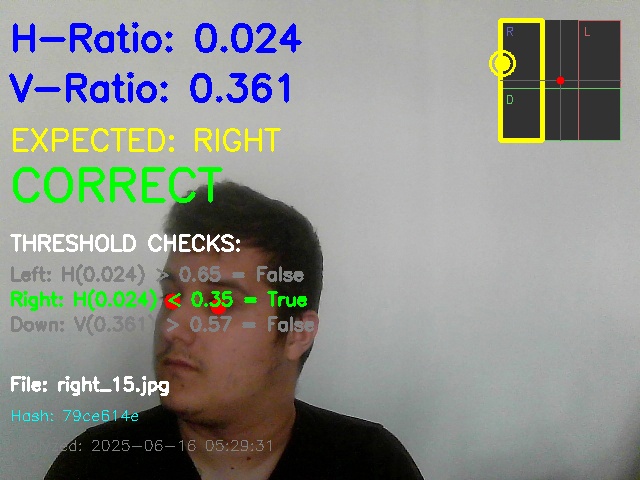 H-Ratio: 0.024
V-Ratio: 0.361
EXPECTED: RIGHT
CORRECT
THRESHOLD CHECKS:
Left: H(0.024) > 0.65 = False
Right: H(0.024) < 0.35 = True
Down: V(0.361) > 0.57 = False
File: right_15.jpg
Hash: 79ce614e
2025-06-16 05:29:31
R
L
D